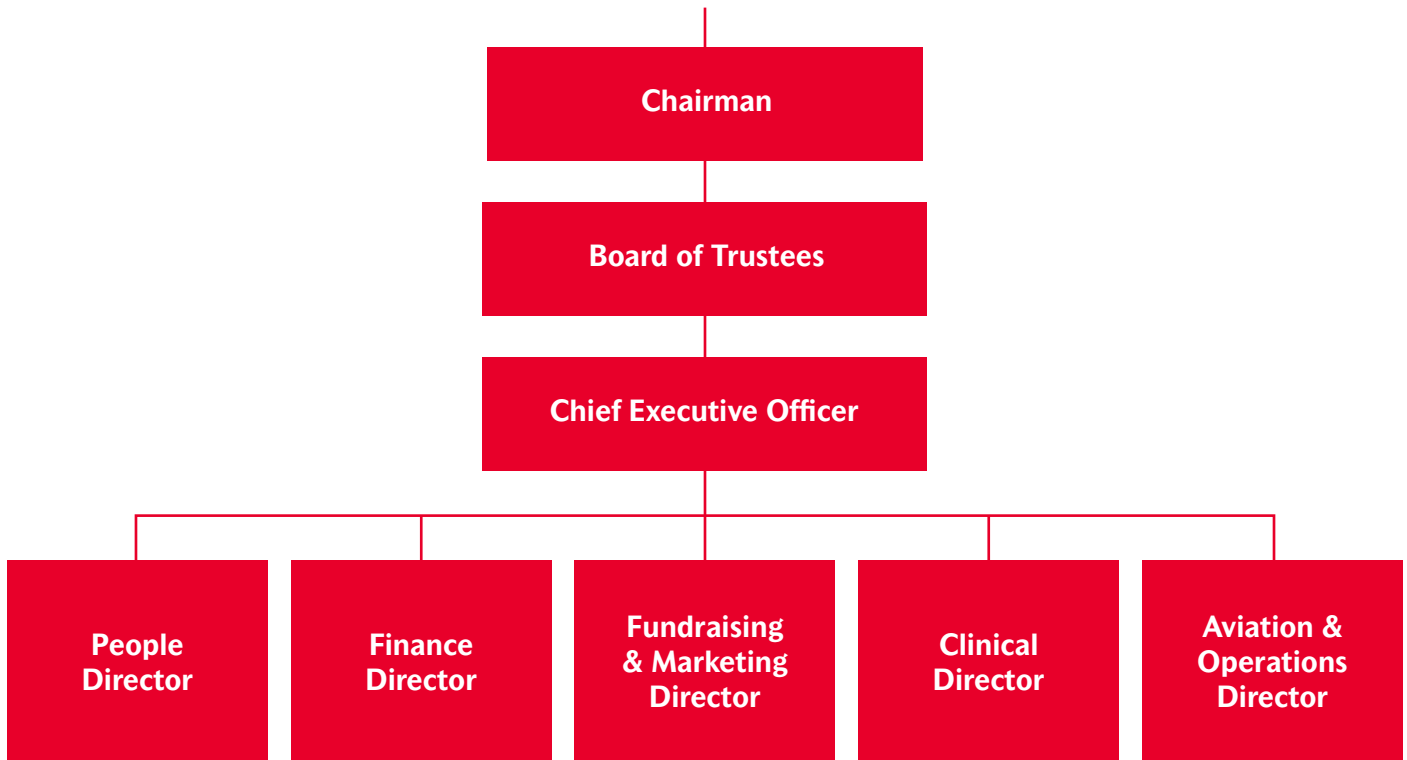 Chairman
Board of Trustees
Chief Executive Officer
People
Director
Finance
Director
Fundraising
& Marketing
Director
Clinical
Director
Aviation &
Operations
Director